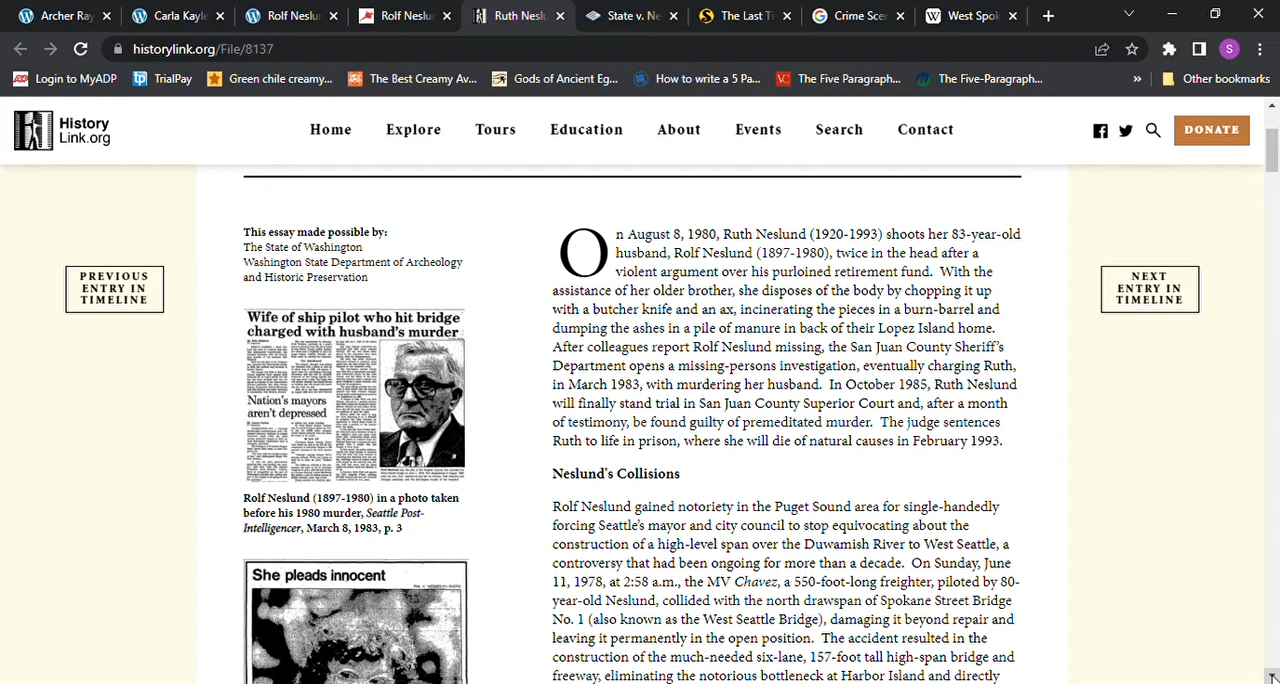 Archer Ray
Carla Kayle
Rolf Neslur
Rolf Neslu
Ruth Neslu
State v. Ne
The Last Ti
Crime Scer
West Spok
historylink.org/File/8137
Login to MyADP
TrialPay
Green chile creamy...
The Best Creamy Av...
Gods of Ancient Eg...
How to write a 5 Pa...
The Five Paragraph...
The Five-Paragraph...
Other bookmarks
History
Link.org
Home
Explore
Tours
Education
About
Events
Search
Contact
DONATE
PREVIOUS
ENTRY IN
TIMELINE
This essay made possible by:
The State of Washington
Washington State Department of Archeology
and Historic Preservation
Wife of ship pilot who hit bridge
charged with husband's murder
Nation's mayors
aren't depressed
Rolf Neslund (1897-1980) in a photo taken
before his 1980 murder, Seattle Post-
Intelligencer, March 8, 1983, p. 3
She pleads innocent
On August 8, 1980, Ruth Neslund (1920-1993) shoots her 83-year-old
husband, Rolf Neslund (1897-1980), twice in the head after a
violent argument over his purloined retirement fund. With the
assistance of her older brother, she disposes of the body by chopping it up
with a butcher knife and an ax, incinerating the pieces in a burn-barrel and
dumping the ashes in a pile of manure in back of their Lopez Island home.
After colleagues report Rolf Neslund missing, the San Juan County Sheriff's
Department opens a missing-persons investigation, eventually charging Ruth,
in March 1983, with murdering her husband. In October 1985, Ruth Neslund
will finally stand trial in San Juan County Superior Court and, after a month
of testimony, be found guilty of premeditated murder. The judge sentences
Ruth to life in prison, where she will die of natural causes in February 1993.
Neslund's Collisions
Rolf Neslund gained notoriety in the Puget Sound area for single-handedly
forcing Seattle's mayor and city council to stop equivocating about the
construction of a high-level span over the Duwamish River to West Seattle, a
controversy that had been ongoing for more than a decade. On Sunday, June
11, 1978, at 2:58 a.m., the MV Chavez, a 550-foot-long freighter, piloted by 80-
year-old Neslund, collided with the north drawspan of Spokane Street Bridge
No. 1 (also known as the West Seattle Bridge), damaging it beyond repair and
leaving it permanently in the open position. The accident resulted in the
construction of the much-needed six-lane, 157-foot tall high-span bridge and
freeway, eliminating the notorious bottleneck at Harbor Island and directly
NEXT
ENTRY IN
TIMELINE